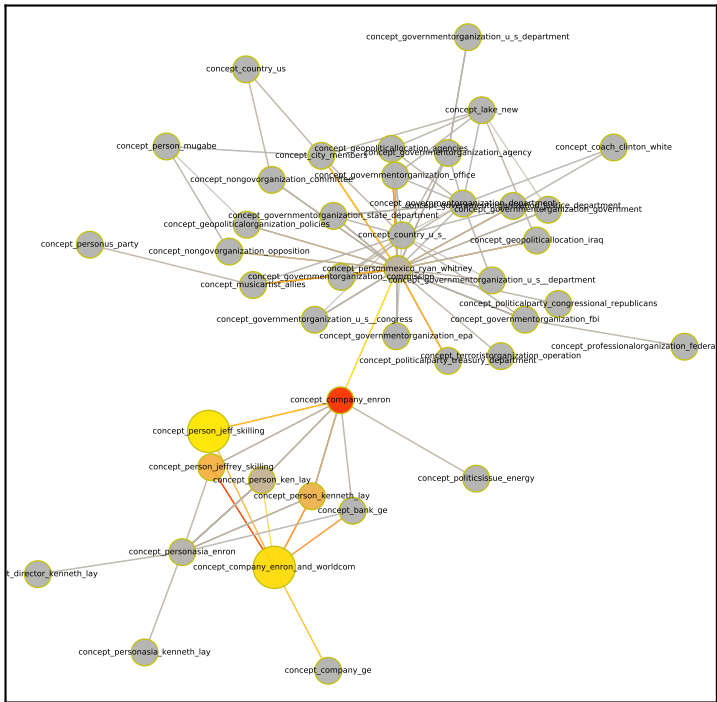 concept_governmentorganization_u_s_department
concept_country_us
concept_lake_new
concept_person_mugabe
concept_coach_clinton_white
concept_geopoliticallocation_agencies
concept_governmentorganization_agency
concept_city_members
concept_governmentorganization_office
concept_nongovorganization_committee
concept_governmentorganization_department
concept_governmentorganization_government
concept_governmentorganization_state_department
concept_geopoliticalorganization_policies
concept_country_u_s_
concept_personus_party
concept_geopoliticallocation_iraq
concept_nongovorganization_opposition
concept_personmexico_ryan_whitney
concept_governmentorganization_commission
concept_governmentorganization_u_s__department
concept_musicartist_allies
concept_politicalparty_congressional_republicans
concept_governmentorganization_u_s__congress
concept_governmentorganization_fbi
concept_governmentorganization_epa
concept_professionalorganization_federa
concept_terroristorganization_operation
concept_politicalparty_treasury_department
concept_company_enron
concept_person_jeff_skilling
concept_person_jeffrey_skilling
concept_person_ken_lay
concept_politicsissue_energy
concept_person_kenneth_lay
concept_bank_ge
concept_personasia_enron
concept_company_enron_and_worldcom
t_director_kenneth_lay
concept_personasia_kenneth_lay
concept_company_ge